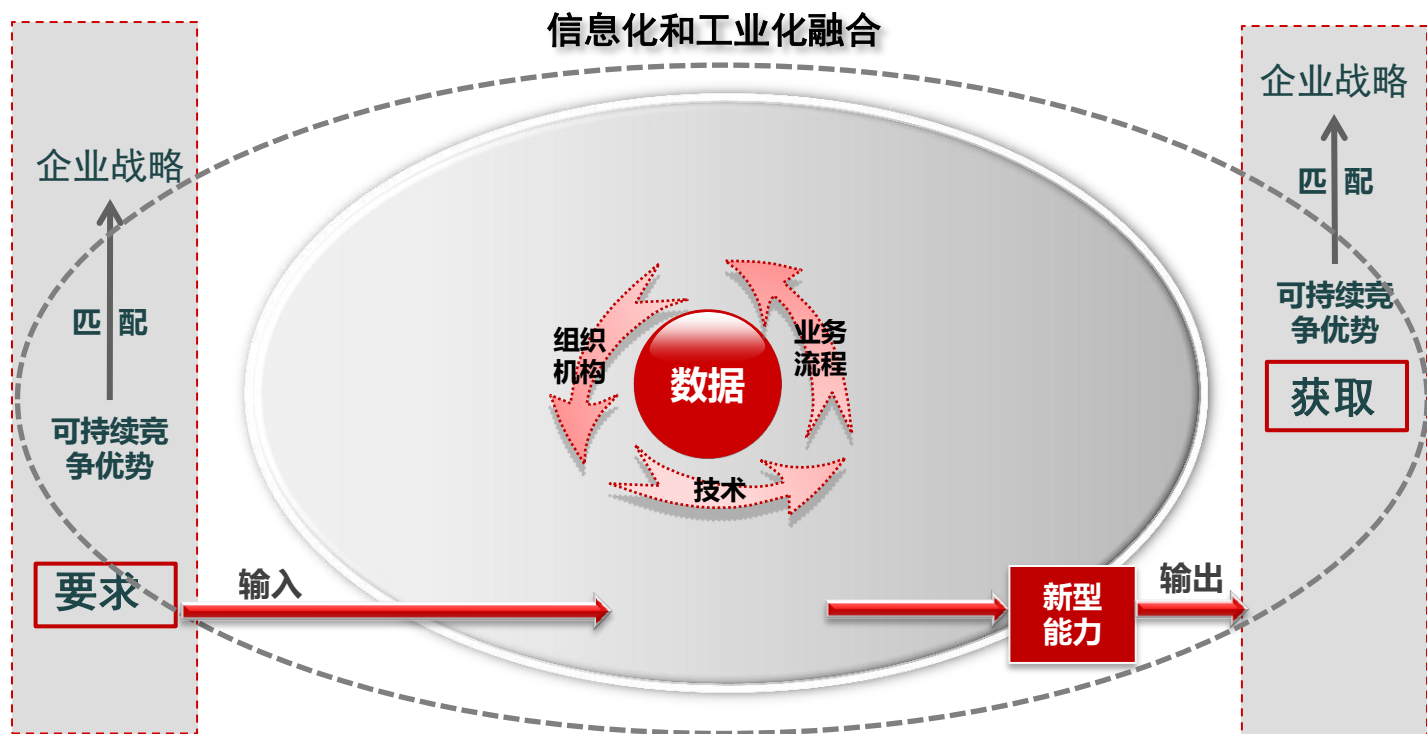 信息化和工业化融合
企业战略
匹 配
可持续竞
争优势
要求
输入
组织
机构
数据
业务
流程
技术
新型
能力
输出
企业战略
匹 配
可持续竞
争优势
获取